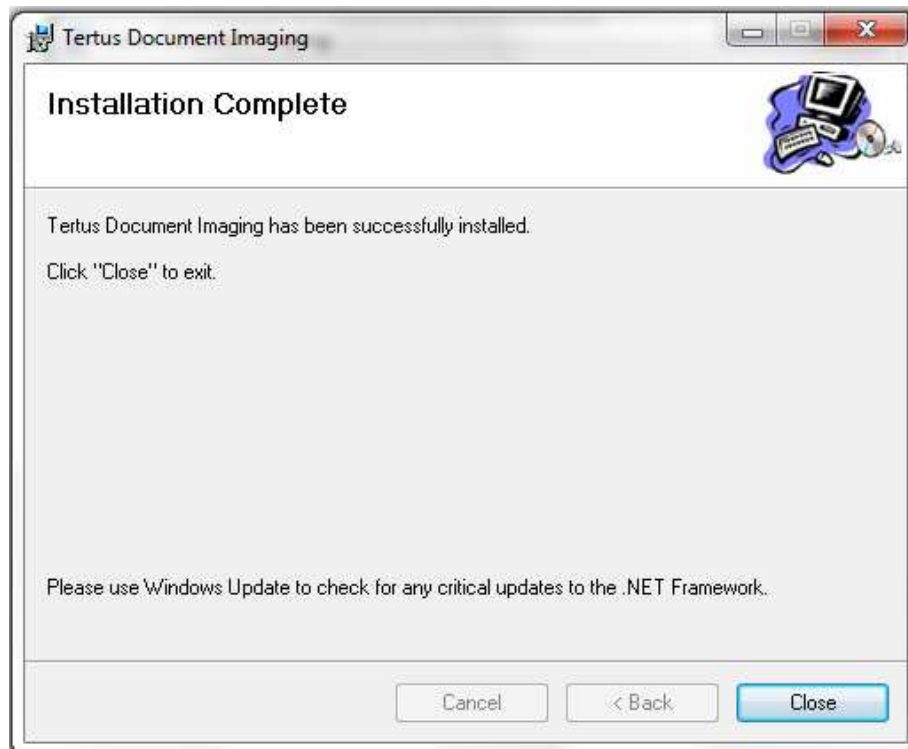 Tertus Document Imaging
Installation Complete
Tertus Document Imaging has been successfully installed.
Click "Close" to exit.
Please use Windows Update to check for any critical updates to the .NET Framework.
Cancel
< Back
Close